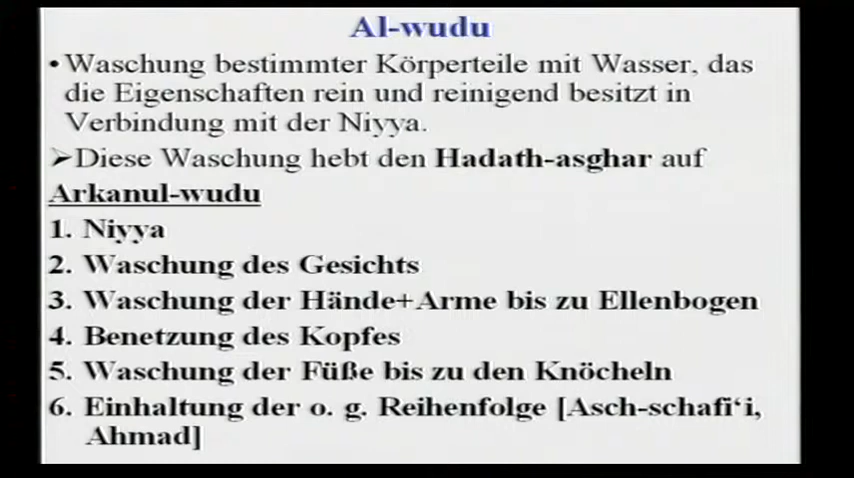 Al-wudu
• Waschung bestimmter Körperteile mit Wasser, das
die Eigenschaften rein und reinigend besitzt in
Verbindung mit der Niyya.
➢Diese Waschung hebt den Hadath-asghar auf
Arkanul-wudu
1. Niyya
2. Waschung des Gesichts
3. Waschung der Hände+Arme bis zu Ellenbogen
4. Benetzung des Kopfes
5. Waschung der Füße bis zu den Knöcheln
6. Einhaltung der o. g. Reihenfolge [Asch-schafi‘i,
Ahmad]